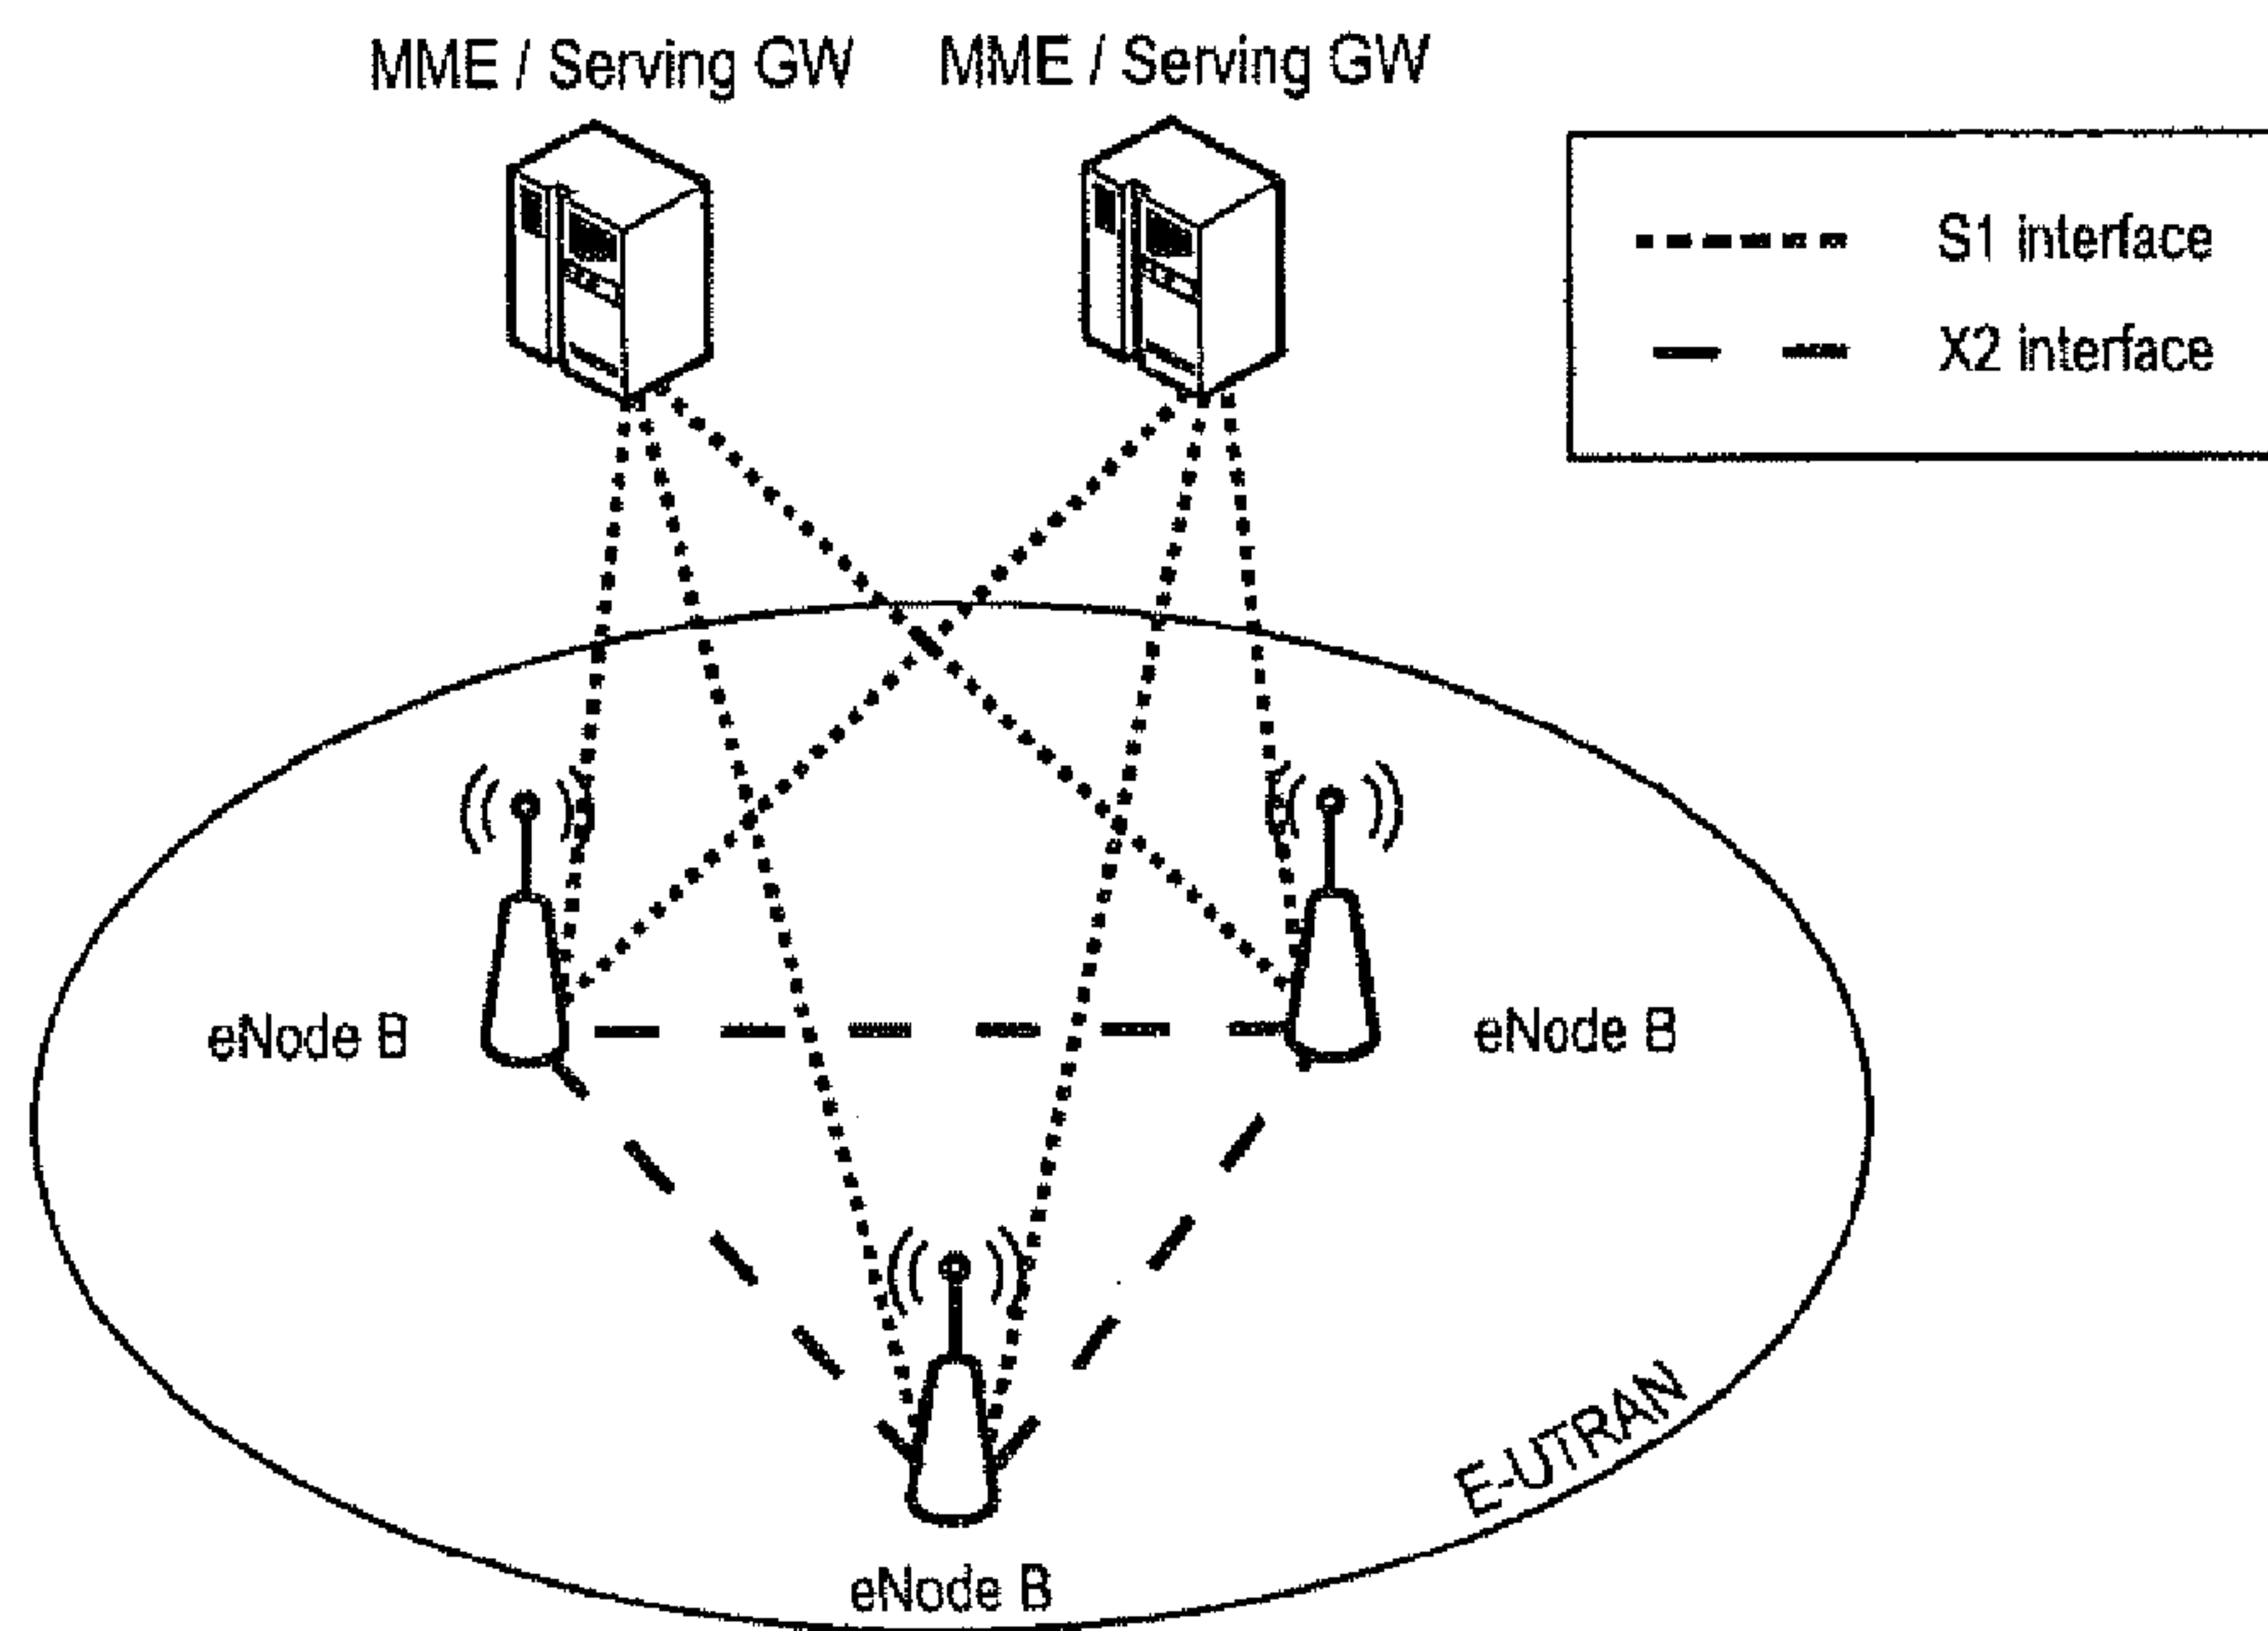 MME / Serving GW
MME / Serving GW
S1 interface
X2 interface
eNode B
eNode B
E-UTRAN
eNode B